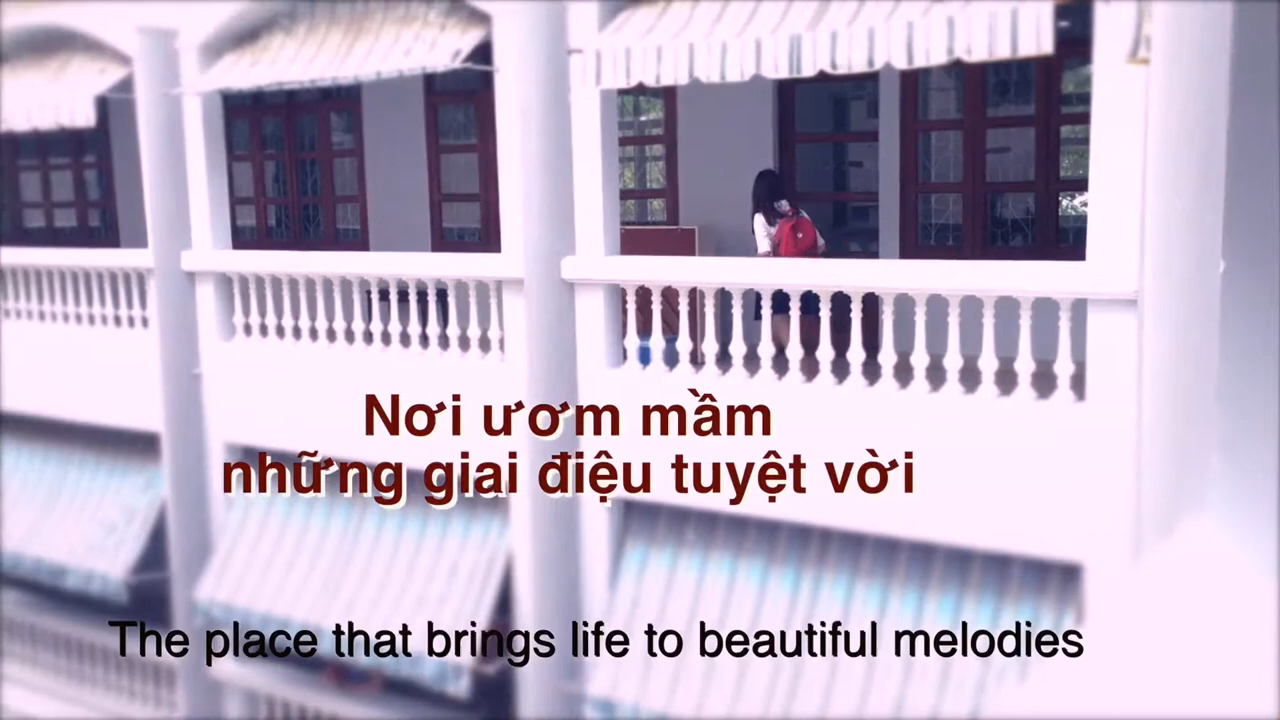 Nơi ươm mầm
những giai điệu tuyệt vời
The place that brings life to beautiful melodies